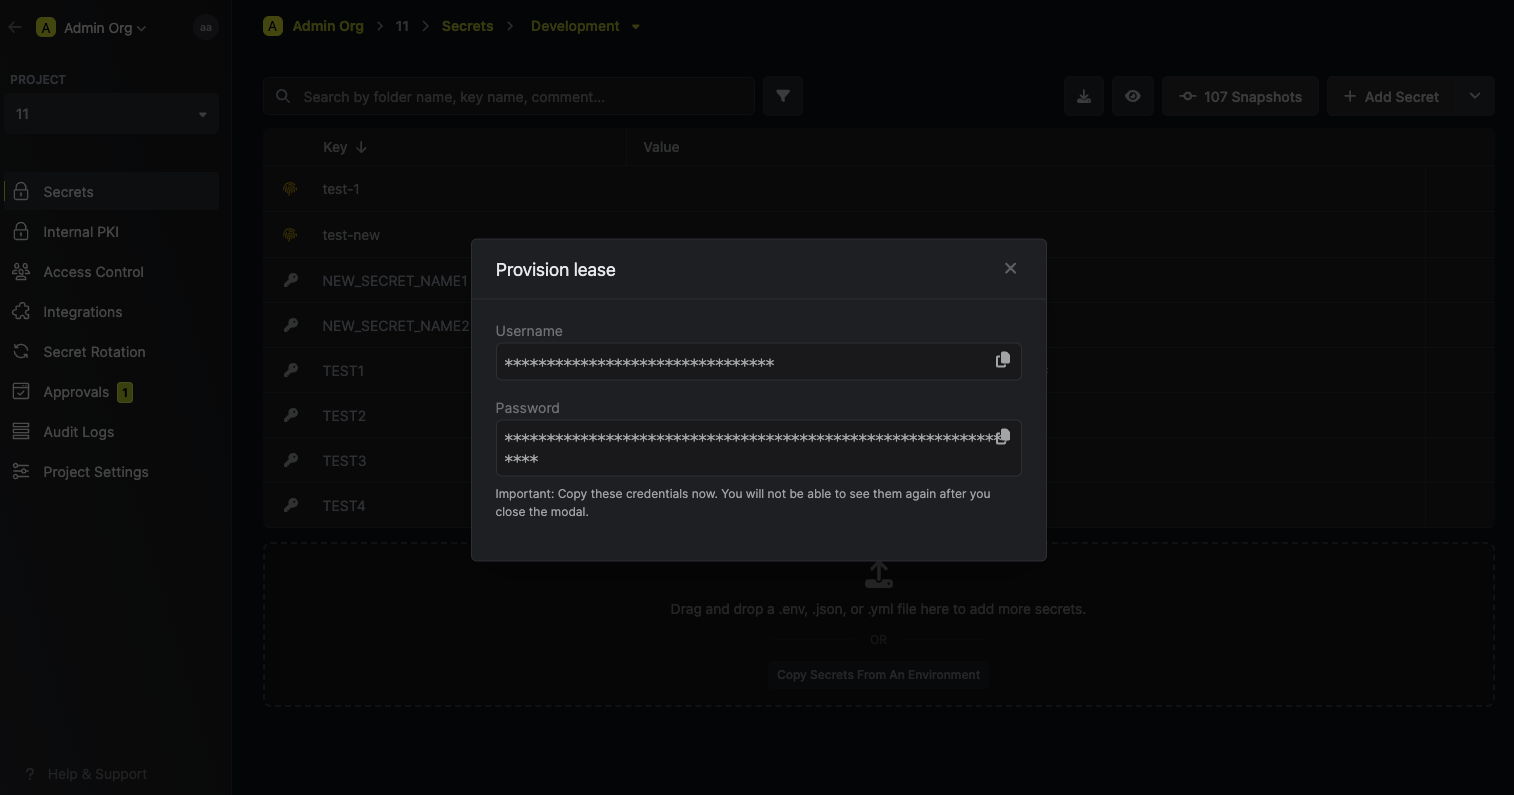 A Admin Org
aa
PROJECT
11
Secrets
Internal PKI
Access Control
Integrations
Secret Rotation
Approvals 1
Audit Logs
Project Settings
? Help & Support
A Admin Org > 11 > Secrets > Development
Search by folder name, key name, comment...
107 Snapshots
+ Add Secret
Key ↓ Value
test-1
test-new
NEW_SECRET_NAME1
NEW_SECRET_NAME2
TEST1
TEST2
TEST3
TEST4
Provision lease
Username
********************************
Password
***********************************************************
****
Important: Copy these credentials now. You will not be able to see them again after you
close the modal.
Drag and drop a .env, .json, or .yml file here to add more secrets.
OR
Copy Secrets From An Environment